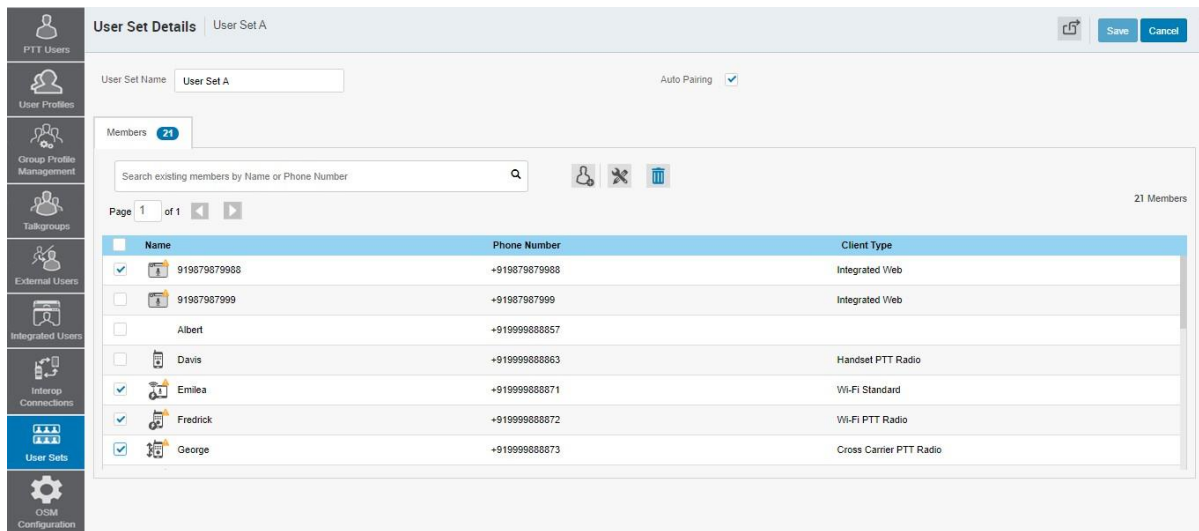 PTT Users
User Profiles
Group Profile
Management
Talkgroups
External Users
Integrated Users
Interop
Connections
User Sets
OSM
Configuration
User Set Details User Set A
Save Cancel
User Set Name User Set A Auto Pairing
Members 21
Search existing members by Name or Phone Number
21 Members
Page 1 of 1
Name Phone Number Client Type
919879879988 +919879879988 Integrated Web
91987987999 +91987987999 Integrated Web
Albert +919999888857
Davis +919999888863 Handset PTT Radio
Emilea +919999888871 Wi-Fi Standard
Fredrick +919999888872 Wi-Fi PTT Radio
George +919999888873 Cross Carrier PTT Radio